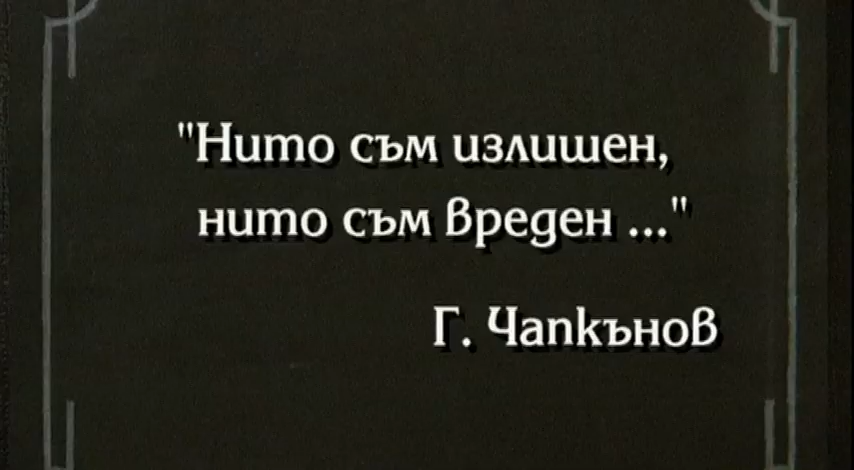 "Нито съм излишен,
нито съм вреден ..."
Г. Чапкънов